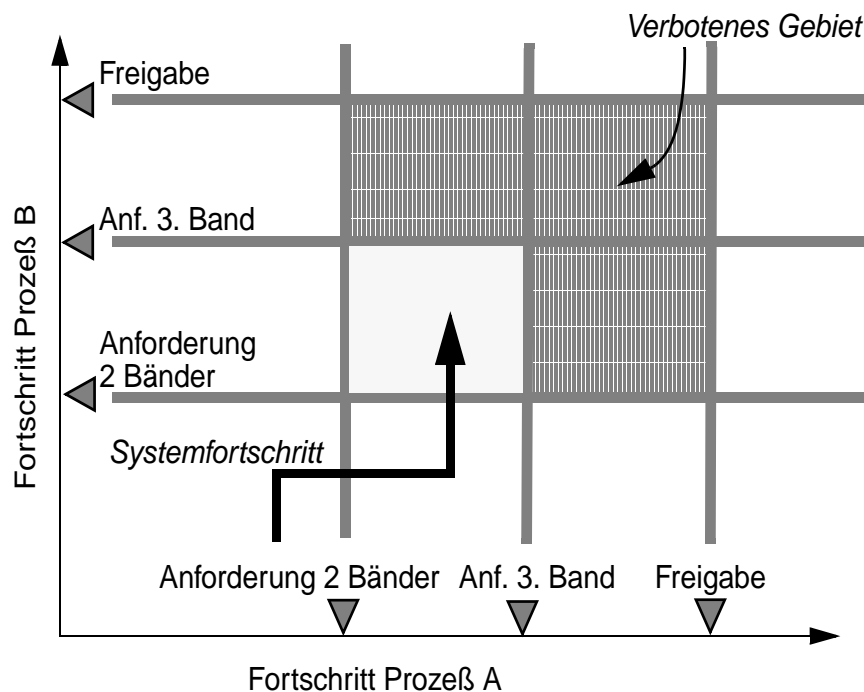 Verbotenes Gebiet
Freigabe
Anf. 3. Band
Anforderung
2 Bänder
Systemfortschritt
Fortschritt Prozeß B
Anforderung 2 Bänder
Anf. 3. Band
Freigabe
Fortschritt Prozeß A